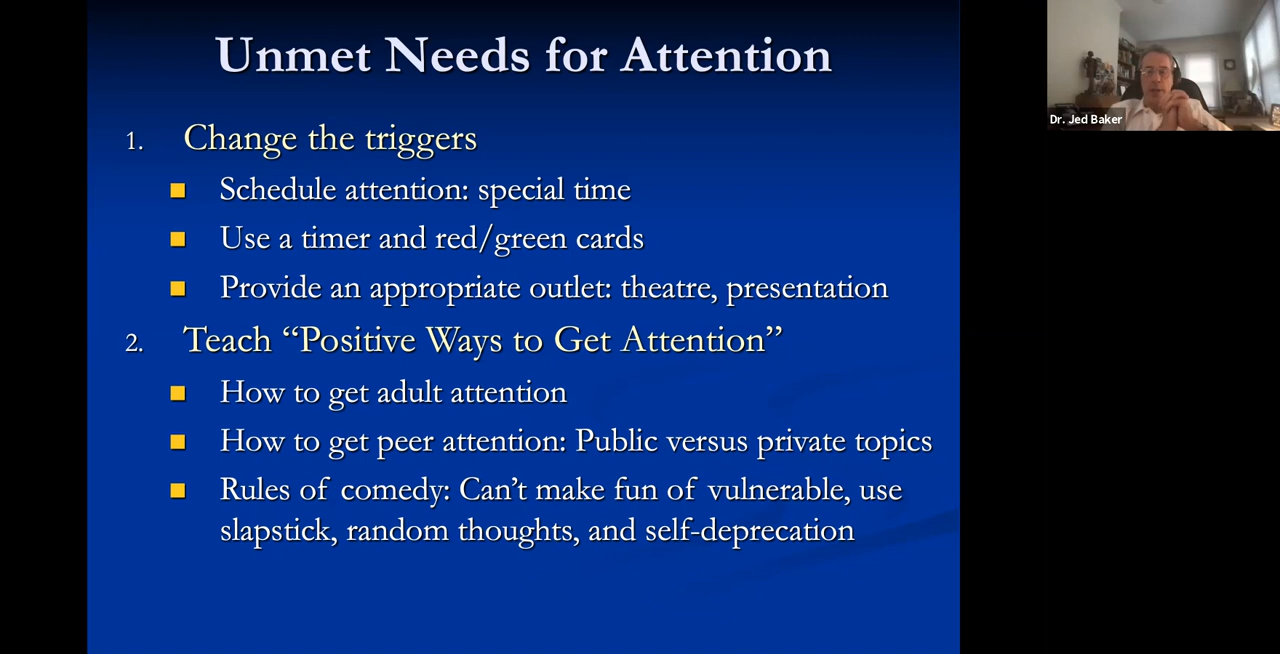 Unmet Needs for Attention
1. Change the triggers
Schedule attention: special time
Use a timer and red/green cards
Provide an appropriate outlet: theatre, presentation
2. Teach “Positive Ways to Get Attention”
How to get adult attention
How to get peer attention: Public versus private topics
Rules of comedy: Can’t make fun of vulnerable, use
slapstick, random thoughts, and self-deprecation
Dr. Jed Baker